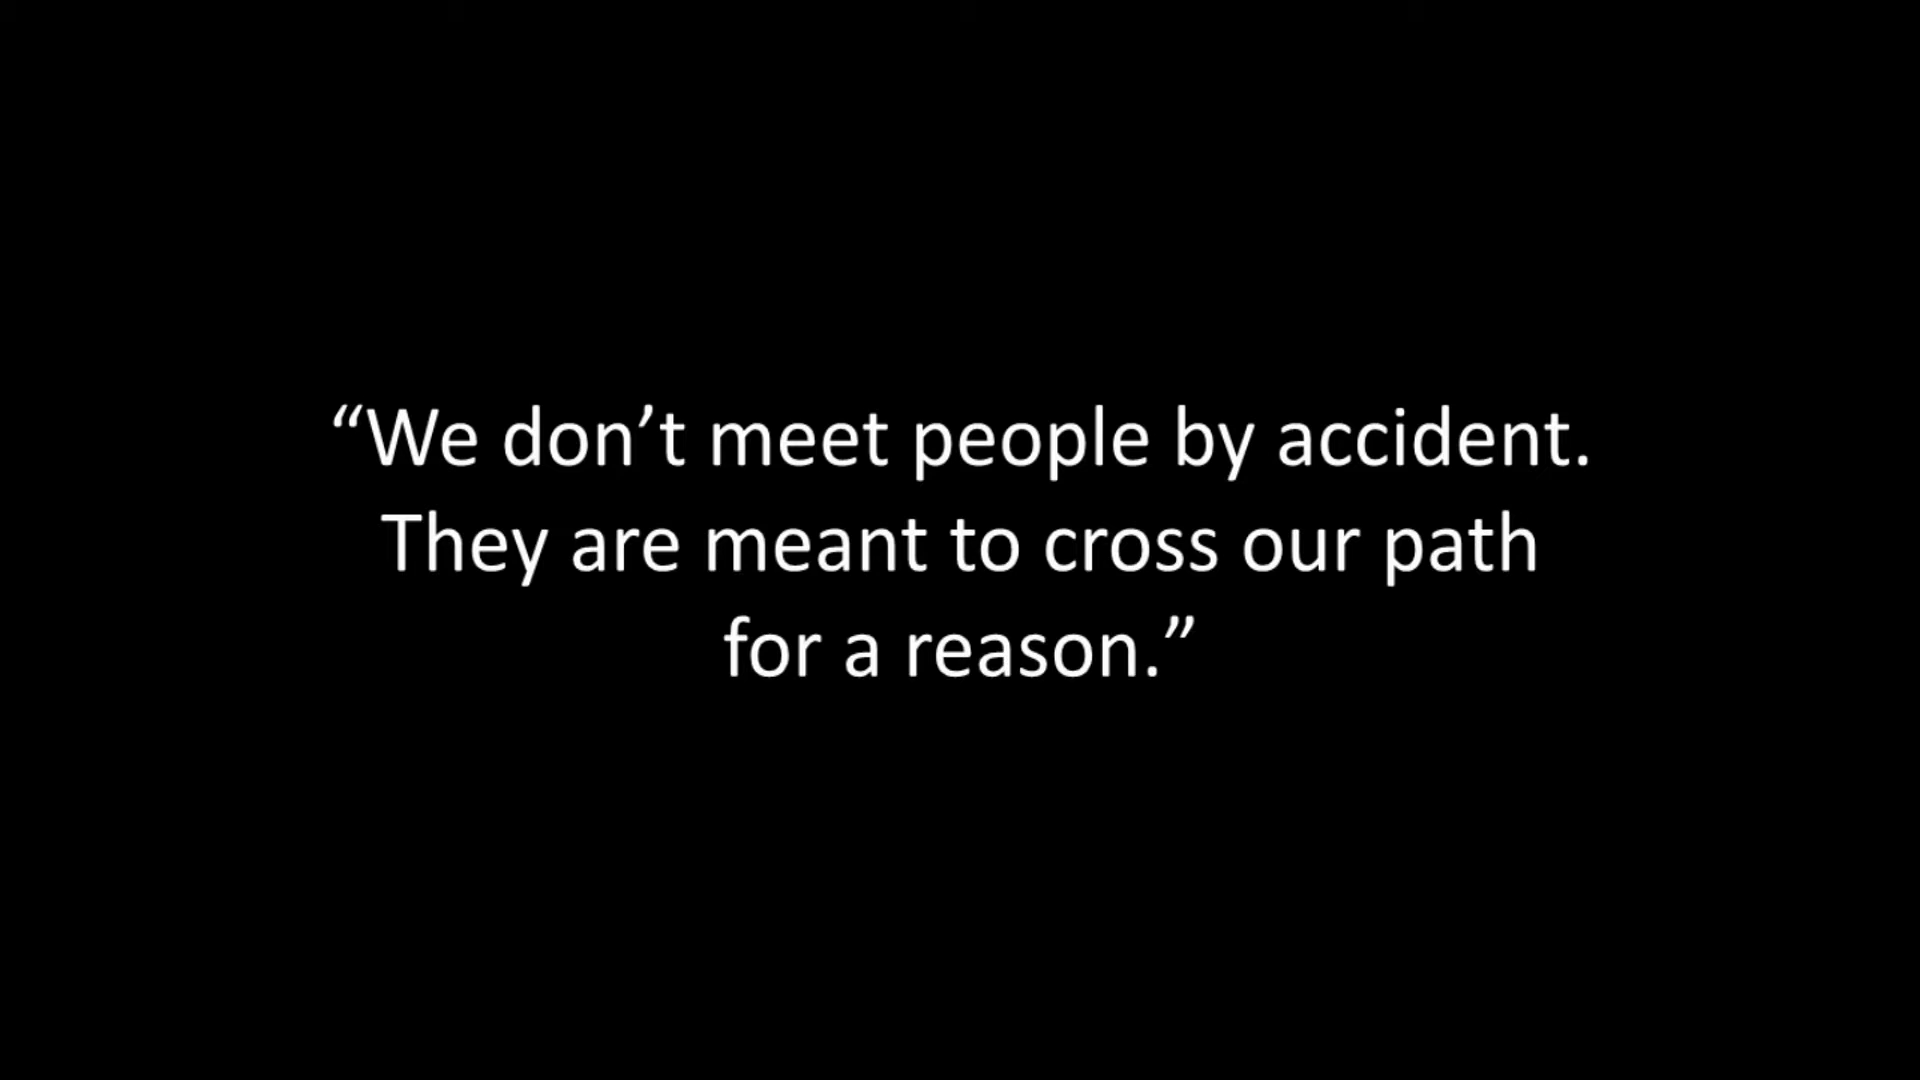 “We don’t meet people by accident.
They are meant to cross our path
for a reason.”